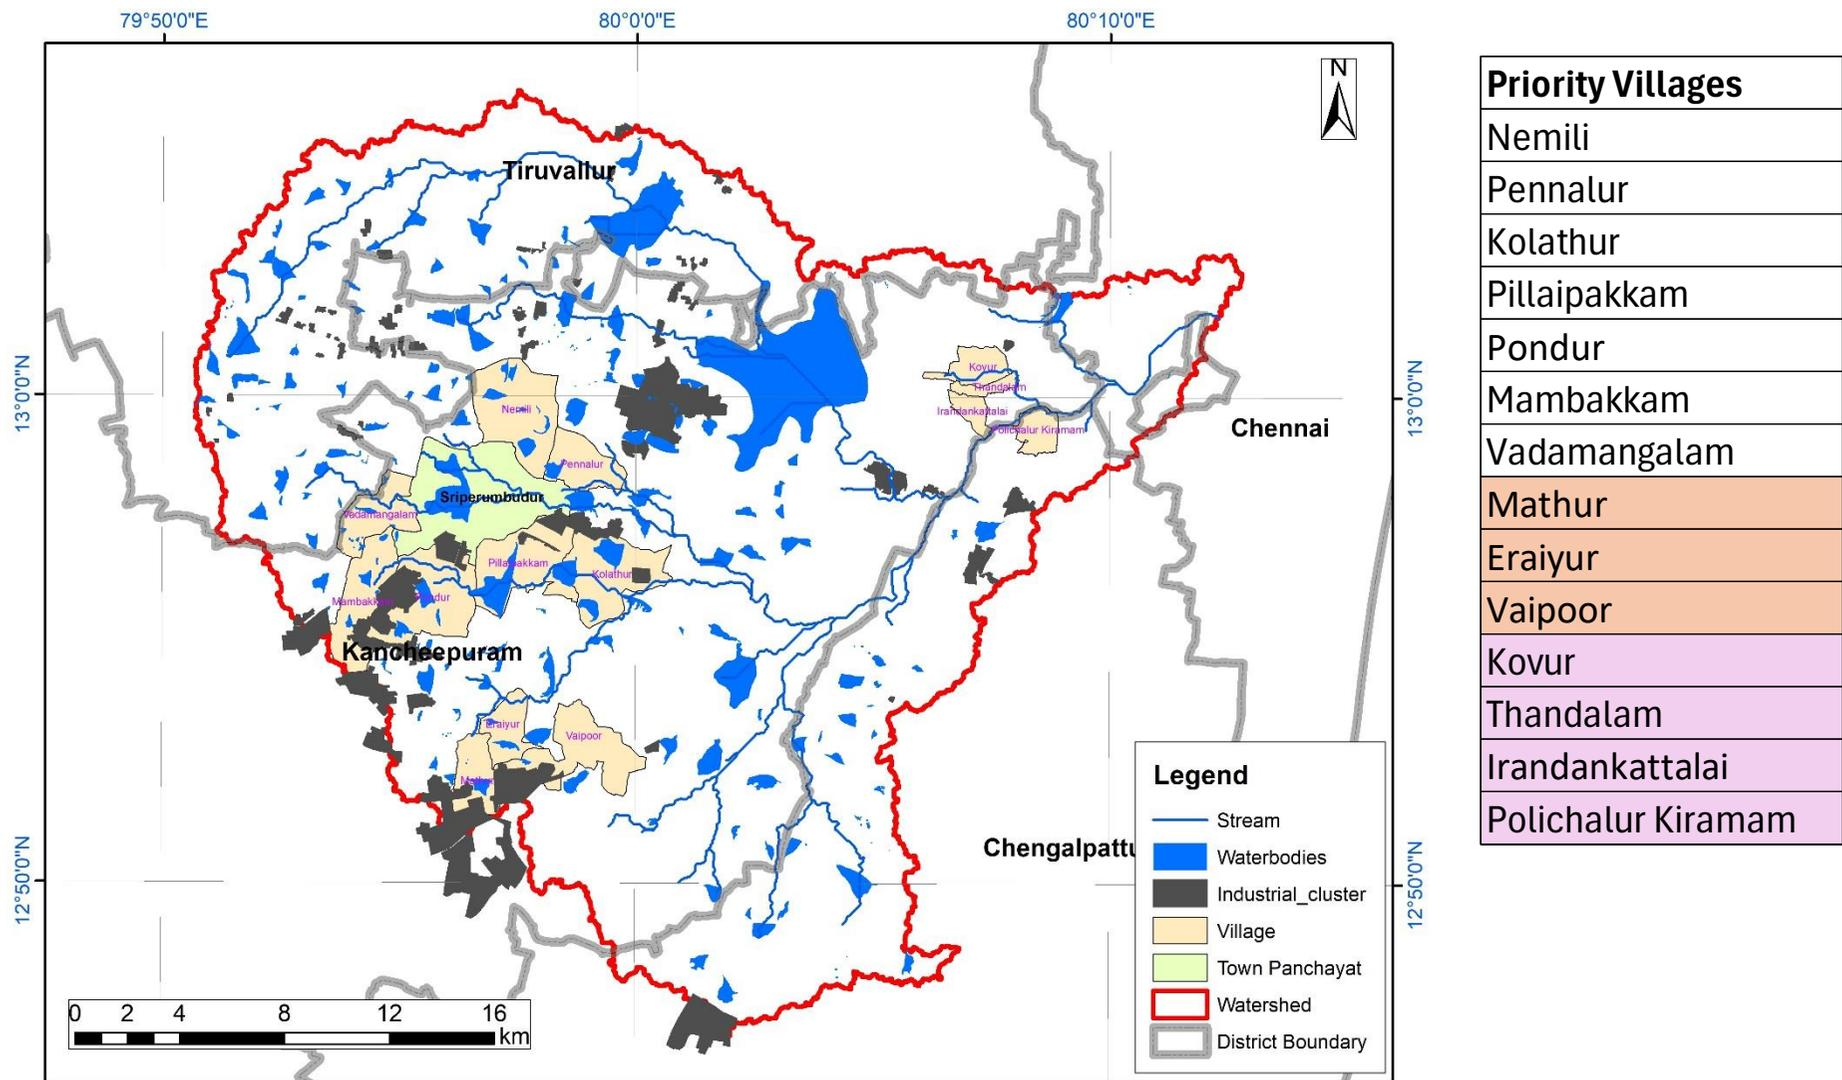 79°50'0"E
80°0'0"E
80°10'0"E
N
13°0'0"N
12°50'0"N
13°0'0"N
12°50'0"N
Tiruvallur
Kovur
Thandalam
Irandankattalai
Polichalur Kiramam
Chennai
Nemili
Pennalur
Sriperumbudur
Vadamangalam
Pillaipakkam
Kolathur
Mambakkam
Pondur
Kancheepuram
Eraiyur
Vaipoor
Mathur
Chengalpattu
Legend
Stream
Waterbodies
Industrial_cluster
Village
Town Panchayat
Watershed
District Boundary
0 2 4 8 12 16
km
Priority Villages
Nemili
Pennalur
Kolathur
Pillaipakkam
Pondur
Mambakkam
Vadamangalam
Mathur
Eraiyur
Vaipoor
Kovur
Thandalam
Irandankattalai
Polichalur Kiramam